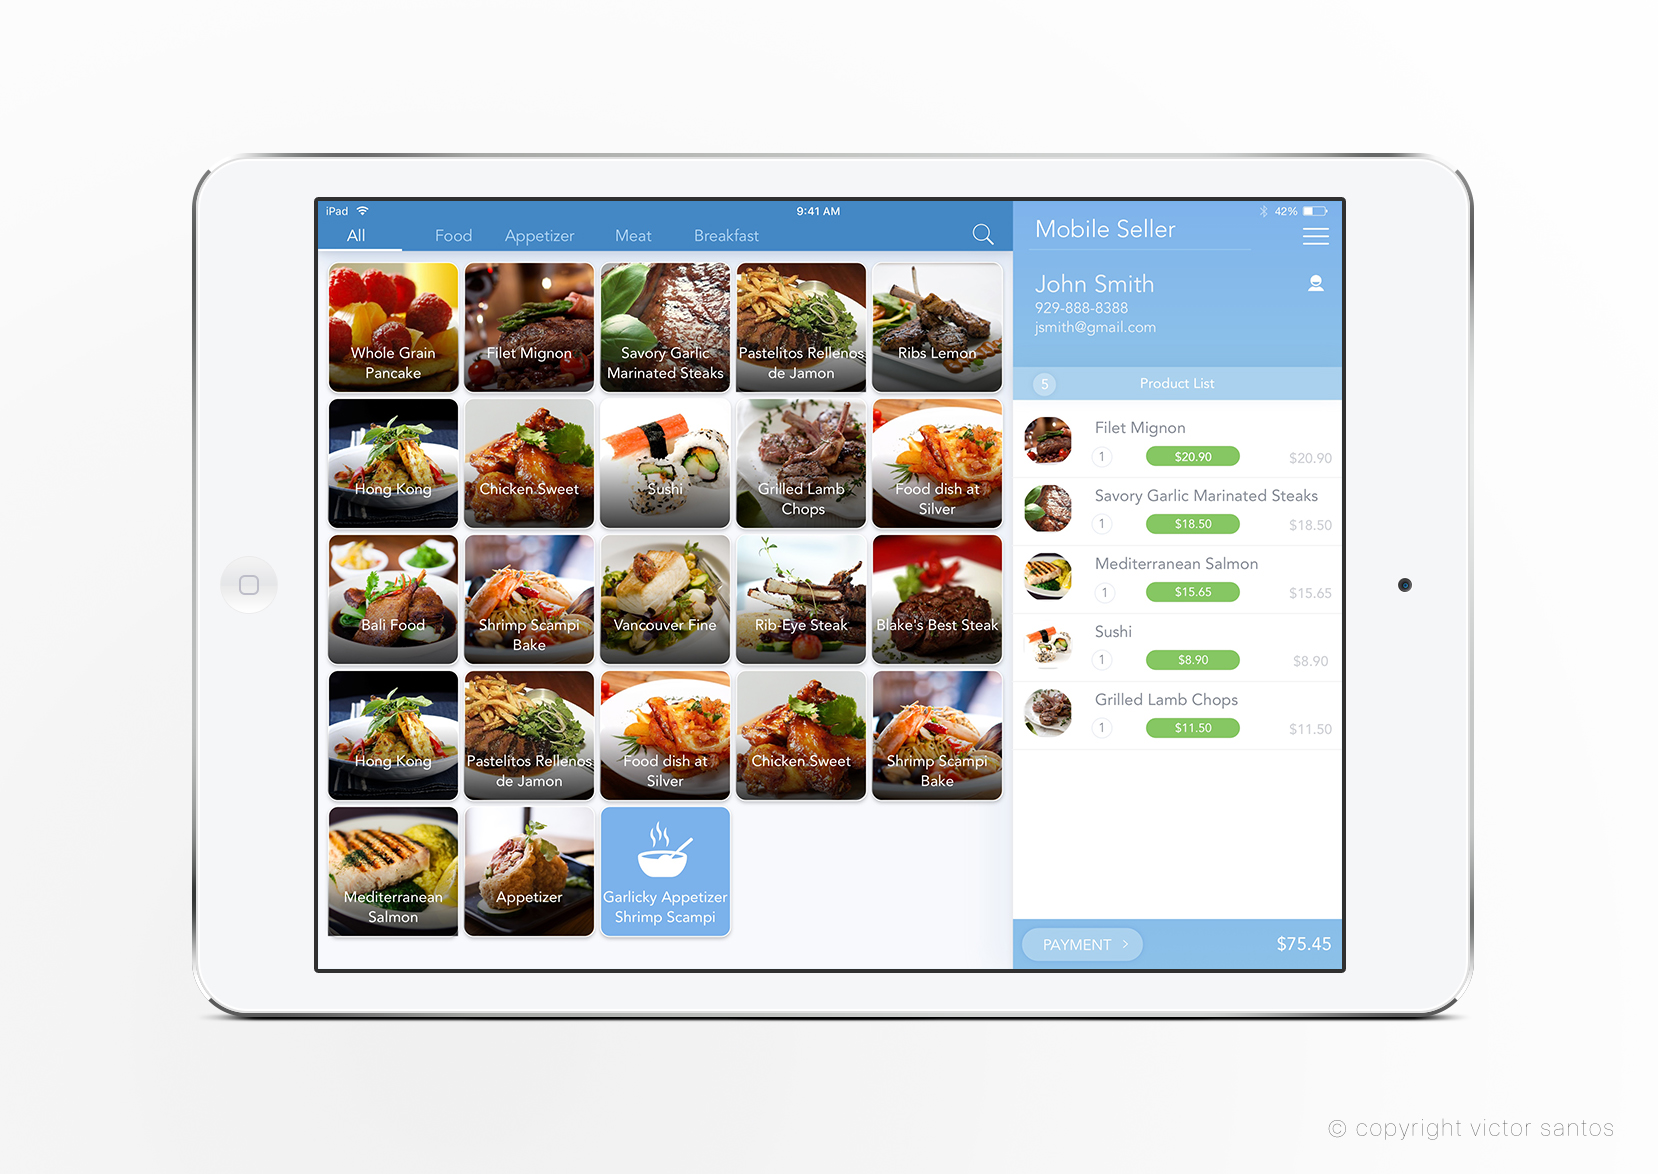 iPad
9:41 AM
42%
All
Food
Appetizer
Meat
Breakfast
Whole Grain
Pancake
Filet Mignon
Savory Garlic
Marinated Steaks
Pastelitos Rellenos
de Jamon
Ribs Lemon
Hong Kong
Chicken Sweet
Sushi
Grilled Lamb
Chops
Food dish at
Silver
Bali Food
Shrimp Scampi
Bake
Vancouver Fine
Rib-Eye Steak
Blake's Best Steak
Hong Kong
Pastelitos Rellenos
de Jamon
Food dish at
Silver
Chicken Sweet
Shrimp Scampi
Bake
Mediterranean
Salmon
Appetizer
Garlicky Appetizer
Shrimp Scampi
Mobile Seller
John Smith
929-888-8388
jsmith@gmail.com
5
Product List
Filet Mignon
1 $20.90 $20.90
Savory Garlic Marinated Steaks
1 $18.50 $18.50
Mediterranean Salmon
1 $15.65 $15.65
Sushi
1 $8.90 $8.90
Grilled Lamb Chops
1 $11.50 $11.50
PAYMENT > $75.45
© copyright victor santos